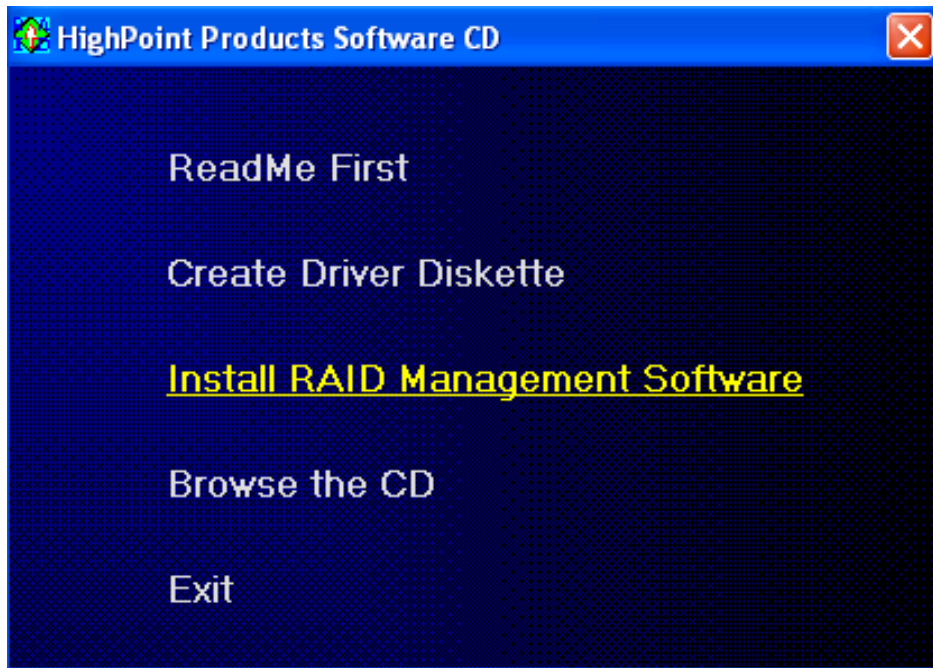 HighPoint Products Software CD
ReadMe First
Create Driver Diskette
Install RAID Management Software
Browse the CD
Exit